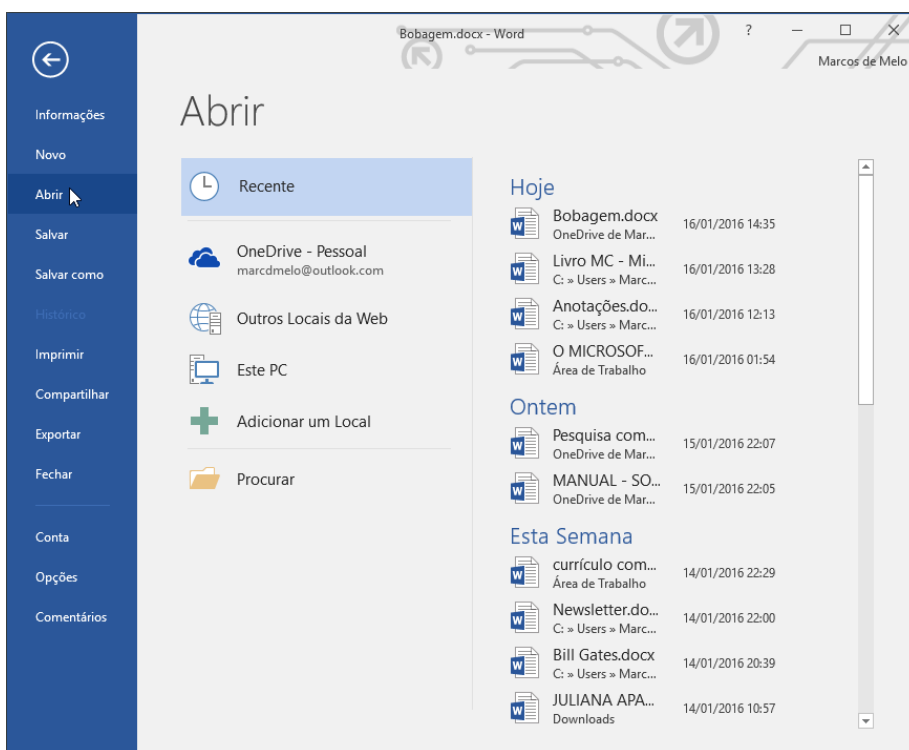 Bobagem.docx - Word
?
Marcos de Melo
Informações
Novo
Abrir
Salvar
Salvar como
Histórico
Imprimir
Compartilhar
Exportar
Fechar
Conta
Opções
Comentários
Abrir
Recente
OneDrive - Pessoal
marcdmelo@outlook.com
Outros Locais da Web
Este PC
Adicionar um Local
Procurar
Hoje
Bobagem.docx 16/01/2016 14:35
OneDrive de Mar...
Livro MC - Mi... 16/01/2016 13:28
C: » Users » Marc...
Anotações.do... 16/01/2016 12:13
C: » Users » Marc...
O MICROSOF... 16/01/2016 01:54
Área de Trabalho
Ontem
Pesquisa com... 15/01/2016 22:07
OneDrive de Mar...
MANUAL - SO... 15/01/2016 22:05
OneDrive de Mar...
Esta Semana
currículo com... 14/01/2016 22:29
Área de Trabalho
Newsletter.do... 14/01/2016 22:00
C: » Users » Marc...
Bill Gates.docx 14/01/2016 20:39
C: » Users » Marc...
JULIANA APA... 14/01/2016 10:57
Downloads